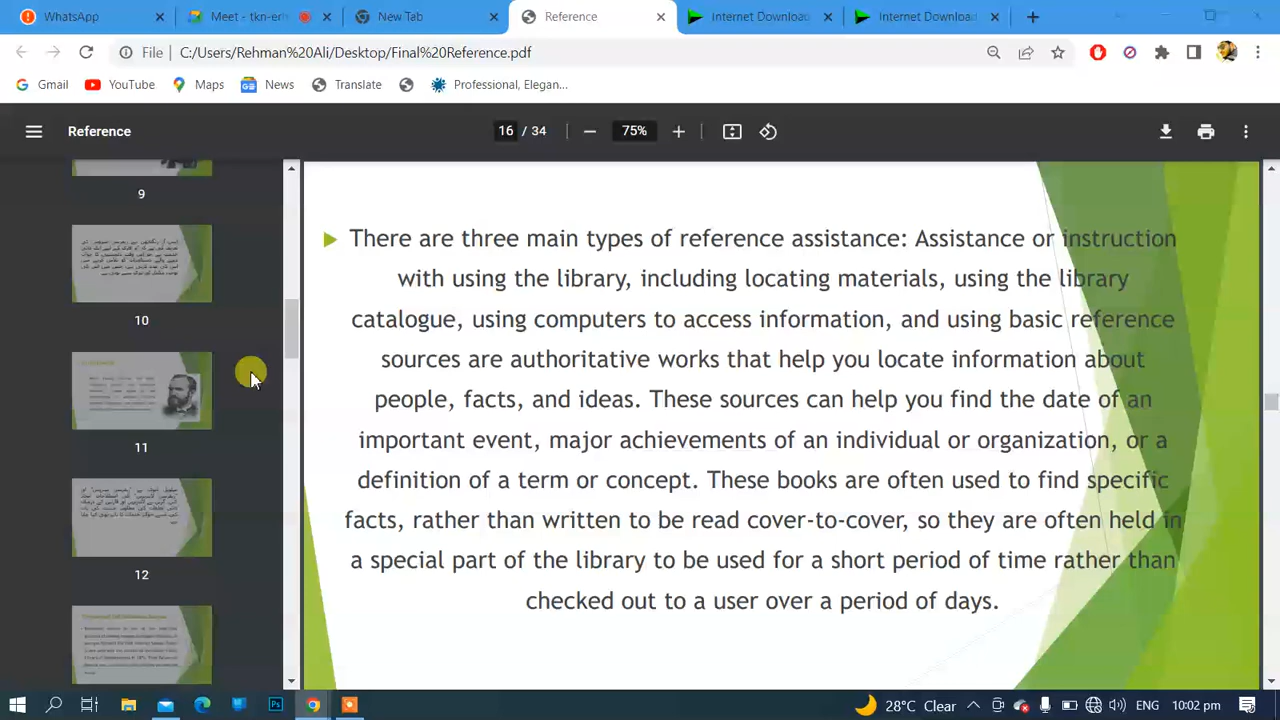 WhatsApp
Meet - tkn-erh
New Tab
Reference
Internet Download
Internet Download
File
C:/Users/Rehman%20Ali/Desktop/Final%20Reference.pdf
Gmail
YouTube
Maps
News
Translate
Professional, Elegan...
Reference
16 / 34
75%
9
10
11
12
There are three main types of reference assistance: Assistance or instruction
with using the library, including locating materials, using the library
catalogue, using computers to access information, and using basic reference
sources are authoritative works that help you locate information about
people, facts, and ideas. These sources can help you find the date of an
important event, major achievements of an individual or organization, or a
definition of a term or concept. These books are often used to find specific
facts, rather than written to be read cover-to-cover, so they are often held in
a special part of the library to be used for a short period of time rather than
checked out to a user over a period of days.
28°C Clear
ENG
10:02 pm